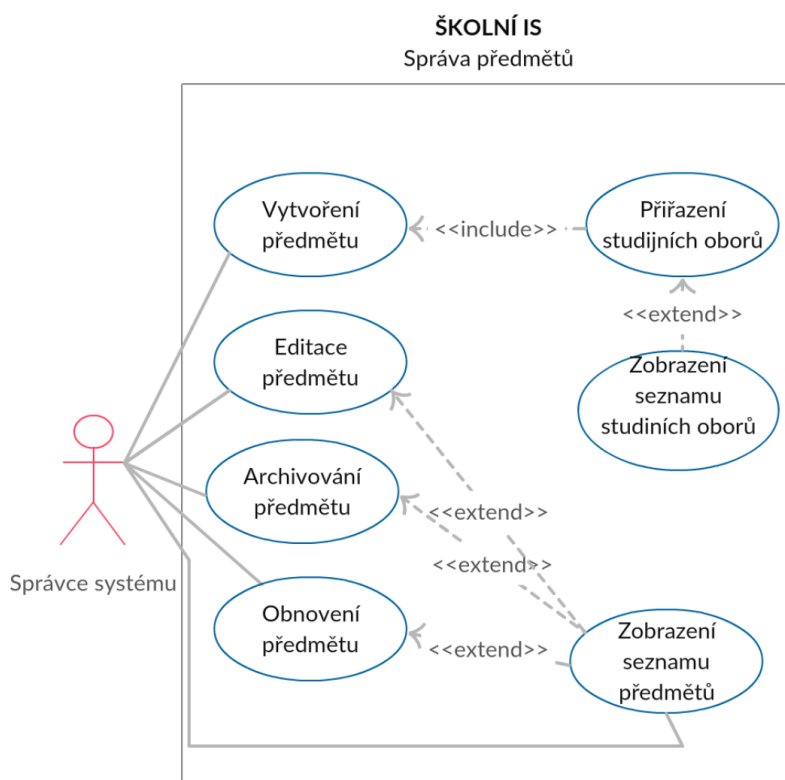 ŠKOLNÍ IS
Správa předmětů
Vytvoření
předmětu
<<include>>
Přiřazení
studijních oborů
<<extend>>
Editace
předmětu
Zobrazení
seznamu
studiních oborů
Archivování
předmětu
<<extend>>
<<extend>>
Správce systému
Obnovení
předmětu
<<extend>>
Zobrazení
seznamu
předmětů